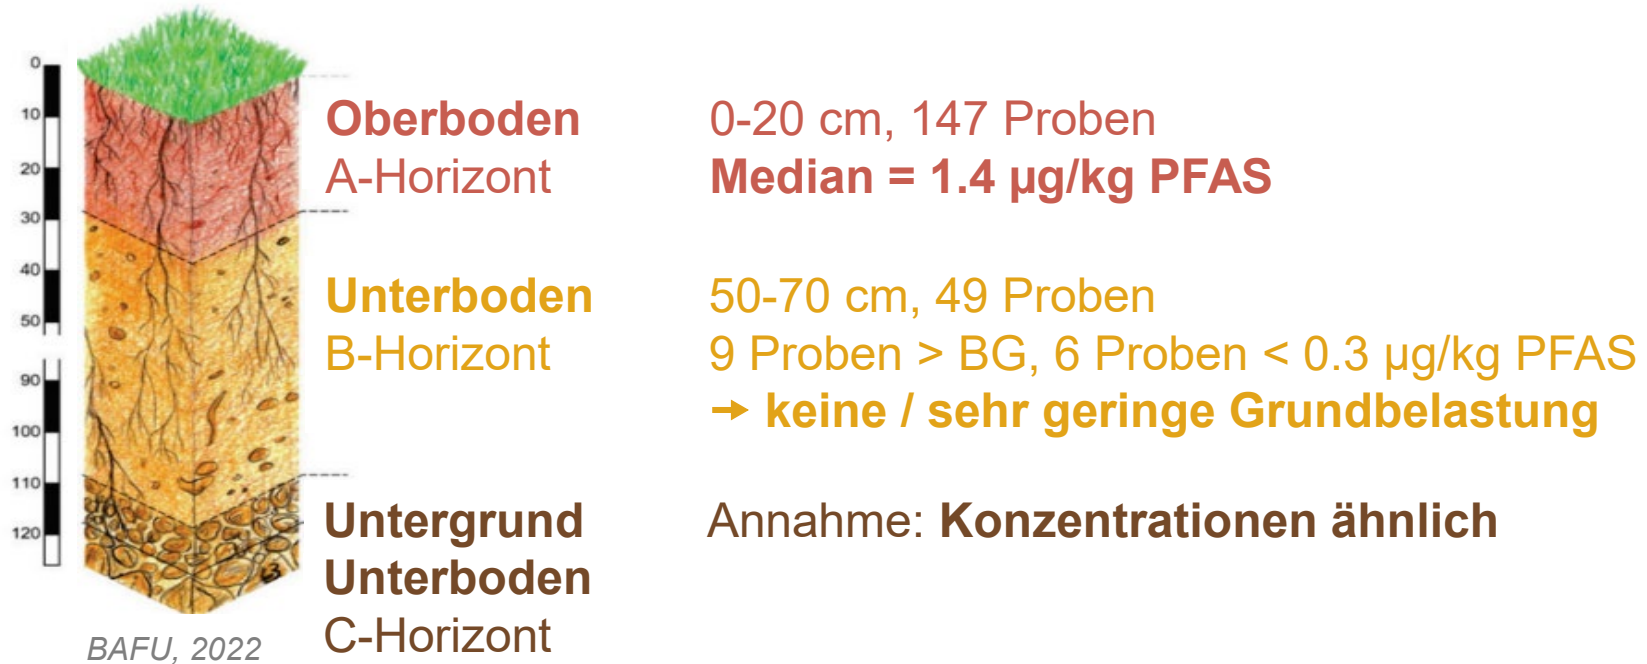 0
10
20
30
40
50
90
100
110
120
Oberboden
A-Horizont
0-20 cm, 147 Proben
Median = 1.4 µg/kg PFAS
Unterboden
B-Horizont
50-70 cm, 49 Proben
9 Proben > BG, 6 Proben < 0.3 µg/kg PFAS
→ keine / sehr geringe Grundbelastung
Untergrund
Unterboden
C-Horizont
Annahme: Konzentrationen ähnlich
BAFU, 2022